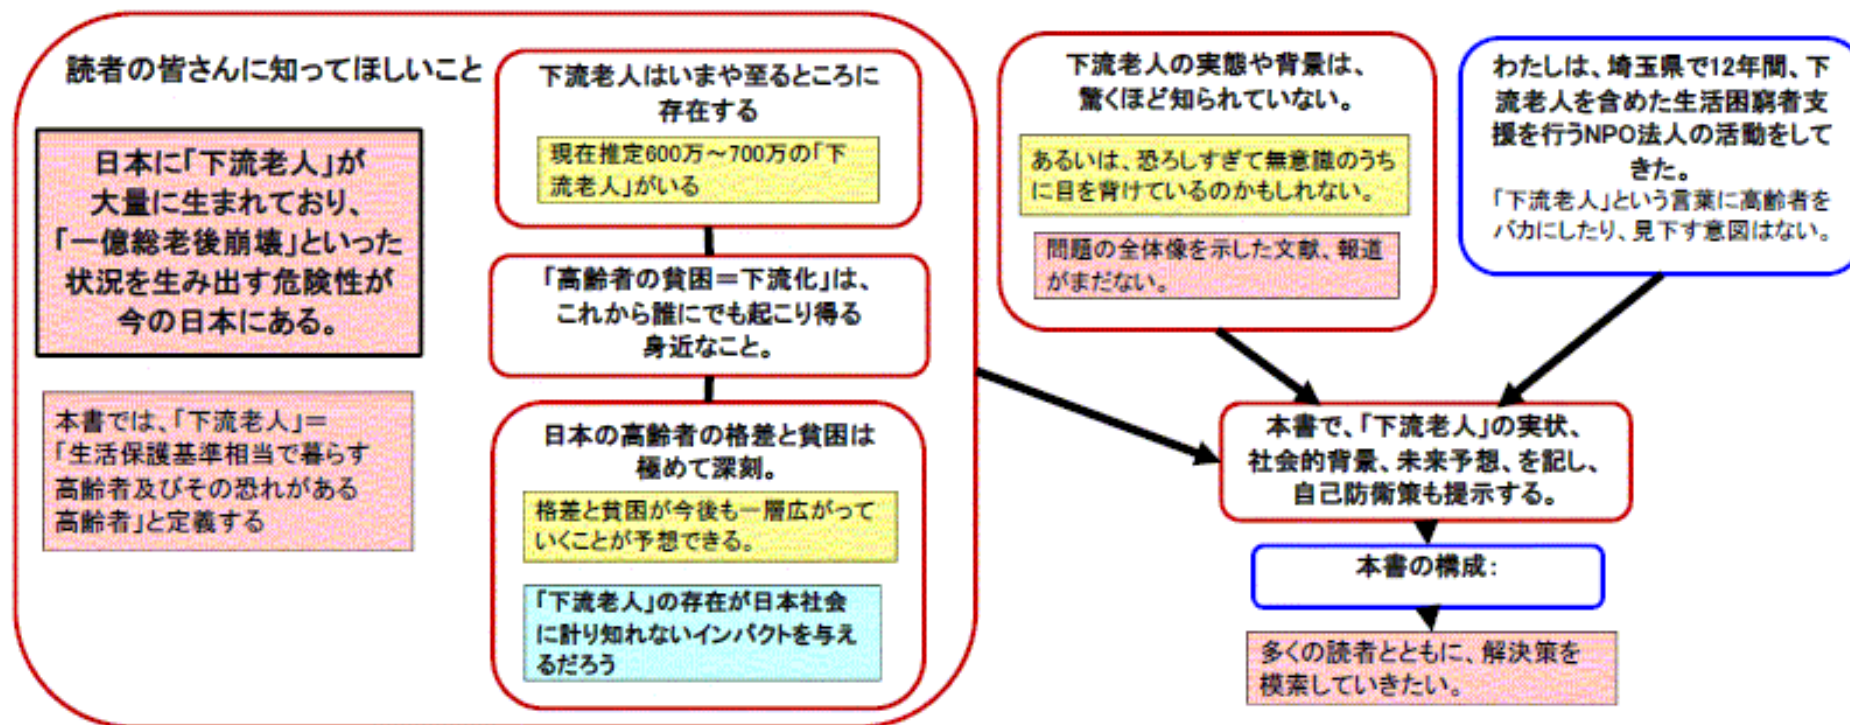 読者の皆さんに知ってほしいこと
日本に「下流老人」が
大量に生まれており、
「一億総老後崩壊」といった
状況を生み出す危険性が
今の日本にある。
本書では、「下流老人」＝
「生活保護基準相当で暮らす
高齢者及びその恐れがある
高齢者」と定義する
下流老人はいまや至るところに
存在する
現在推定600万～700万の「下
流老人」がいる
「高齢者の貧困＝下流化」は、
これから誰にでも起こり得る
身近なこと。
日本の高齢者の格差と貧困は
極めて深刻。
格差と貧困が今後も一層広がって
いくことが予想できる。
「下流老人」の存在が日本社会
に計り知れないインパクトを与え
るだろう
下流老人の実態や背景は、
驚くほど知られていない。
あるいは、恐ろしすぎて無意識のうち
に目を背けているのかもしれない。
問題の全体像を示した文献、報道
がまだない。
わたしは、埼玉県で12年間、下
流老人を含めた生活困窮者支
援を行うNPO法人の活動をして
きた。
「下流老人」という言葉に高齢者を
バカにしたり、見下す意図はない。
本書で、「下流老人」の実状、
社会的背景、未来予想、を記し、
自己防衛策も提示する。
本書の構成：
多くの読者とともに、解決策を
模索していきたい。